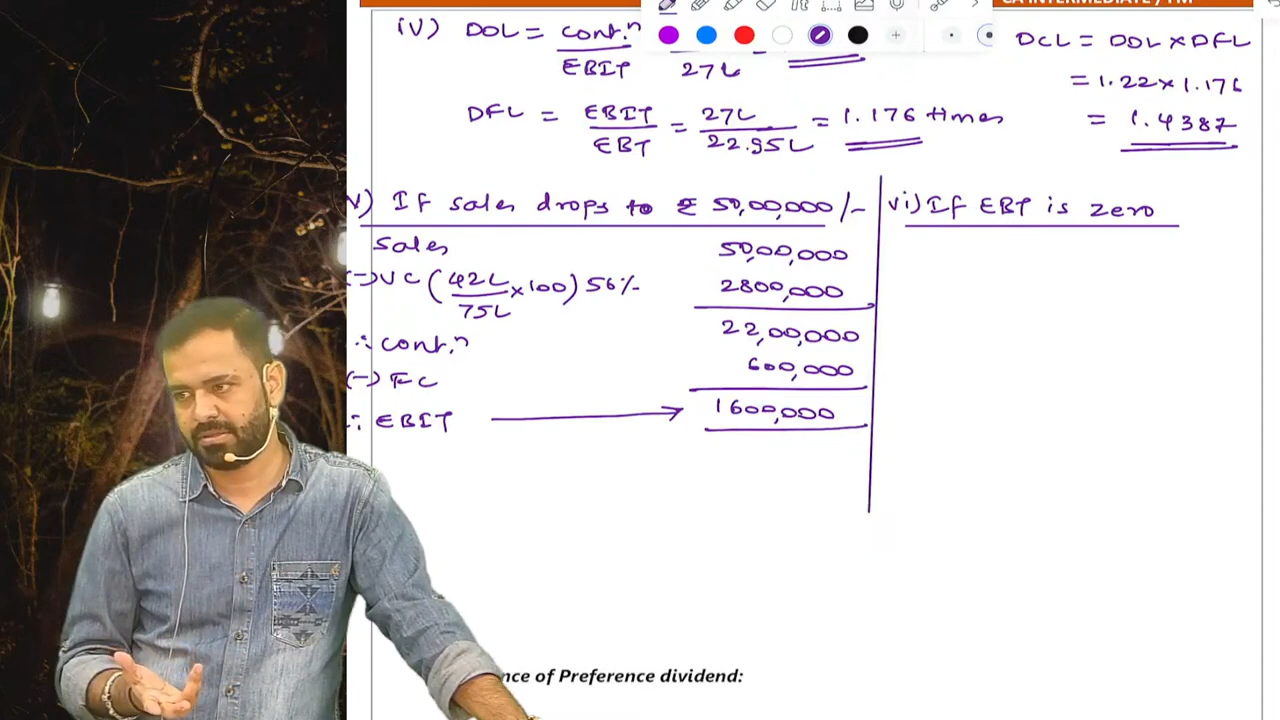 CA INTERMEDIATE / FM
iv) DOL = Cont.n / EBIT
27L
DFL = EBIT / EBT = 27L / 22.95L = 1.176 times
DCL = DOL x DFL
= 1.22 x 1.176
= 1.4387
v) If sales drops to ₹ 50,00,000/-
Sales 50,00,000
(-) VC (42L / 75L x 100) 56% 2800,000
∴ Cont.n 22,00,000
(-) FC 600,000
∴ EBIT → 1600,000
vi) If EBT is zero
nce of Preference dividend: